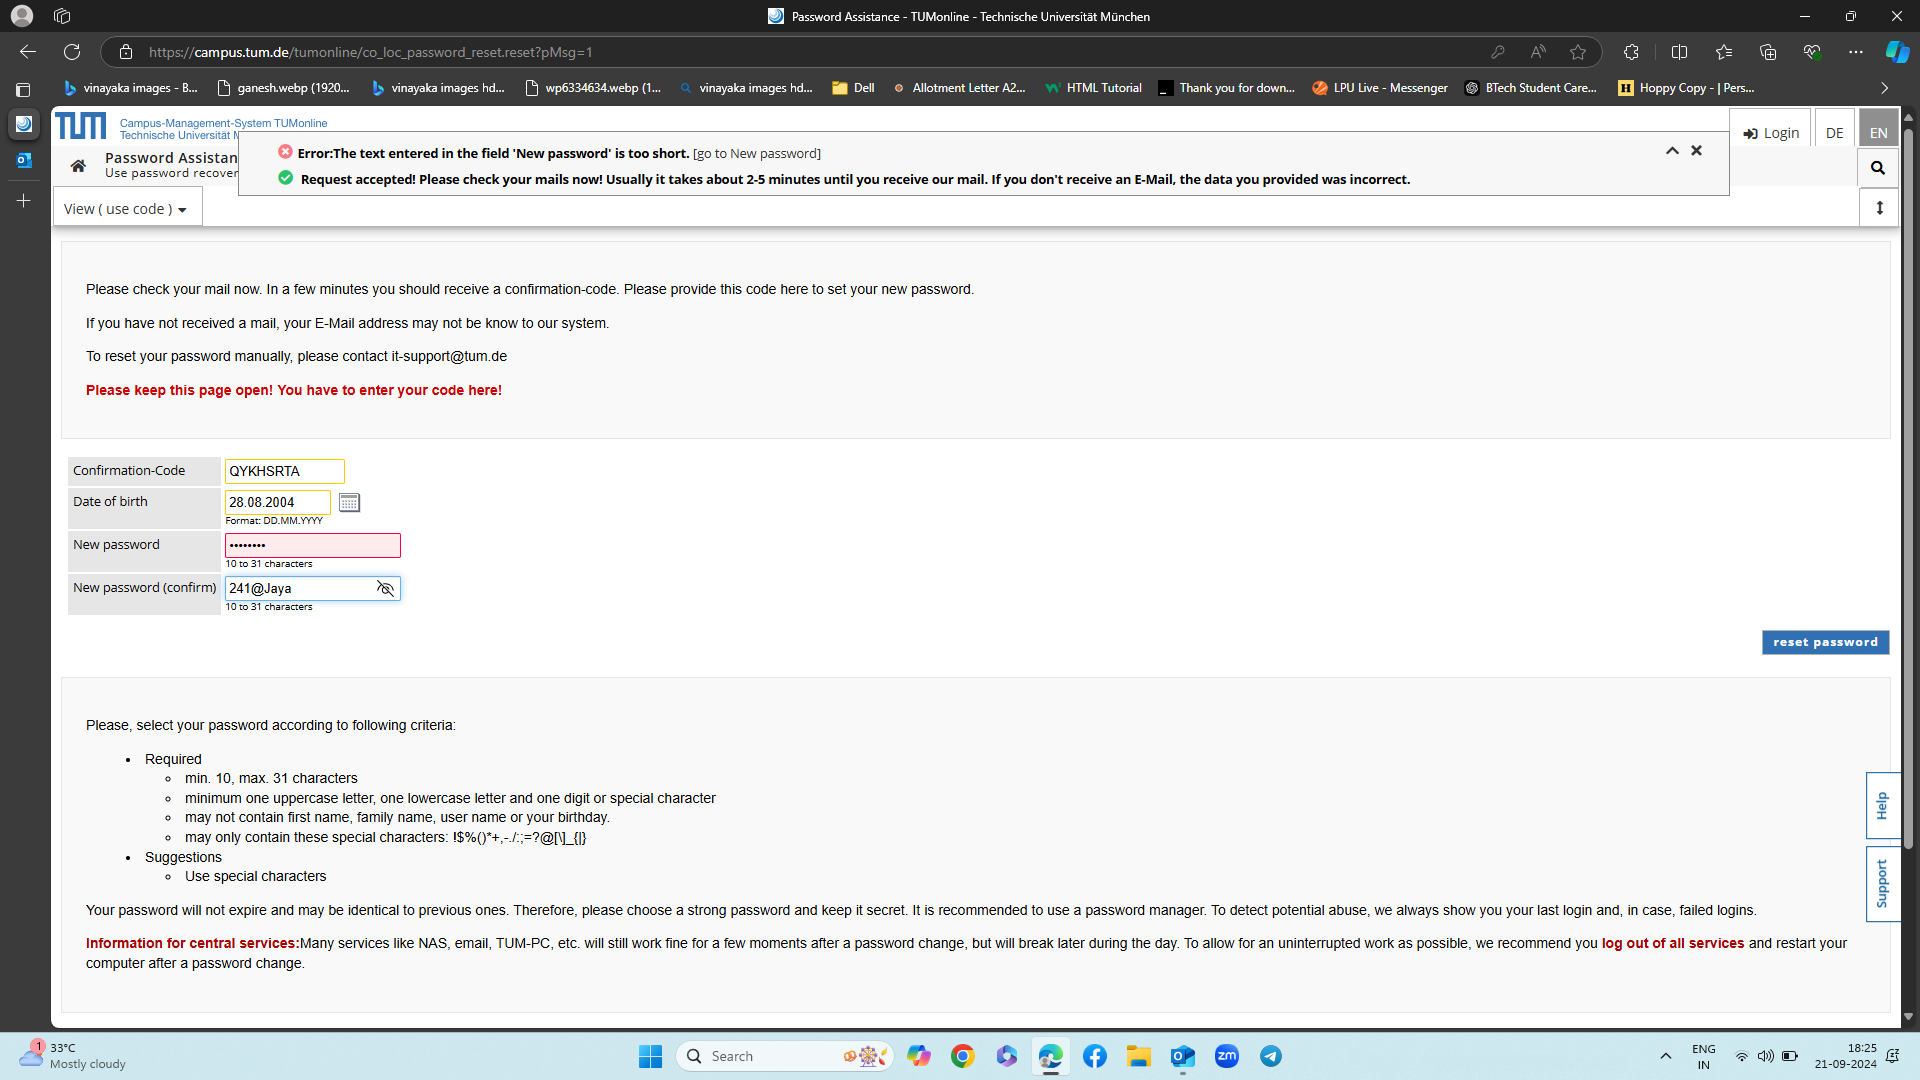 Password Assistance - TUMonline - Technische Universität München
https://campus.tum.de/tumonline/co_loc_password_reset.reset?pMsg=1
vinayaka images - B...
ganesh.webp (1920...
vinayaka images hd...
wp6334634.webp (1...
vinayaka images hd...
Dell
Allotment Letter A2...
HTML Tutorial
Thank you for down...
LPU Live - Messenger
BTech Student Care...
Hoppy Copy - | Pers...
TUM
Campus-Management-System TUMonline
Technische Universität M
Login
DE
EN
Password Assistan
Use password recover
Error:The text entered in the field 'New password' is too short. [go to New password]
Request accepted! Please check your mails now! Usually it takes about 2-5 minutes until you receive our mail. If you don't receive an E-Mail, the data you provided was incorrect.
View ( use code )
Please check your mail now. In a few minutes you should receive a confirmation-code. Please provide this code here to set your new password.
If you have not received a mail, your E-Mail address may not be know to our system.
To reset your password manually, please contact it-support@tum.de
Please keep this page open! You have to enter your code here!
Confirmation-Code
QYKHSRTA
Date of birth
28.08.2004
Format: DD.MM.YYYY
New password
••••••••
10 to 31 characters
New password (confirm)
241@Jaya
10 to 31 characters
reset password
Please, select your password according to following criteria:
• Required
◦ min. 10, max. 31 characters
◦ minimum one uppercase letter, one lowercase letter and one digit or special character
◦ may not contain first name, family name, user name or your birthday.
◦ may only contain these special characters: !$%()*+,-./:;=?@[\]_{|}
• Suggestions
◦ Use special characters
Help
Support
Your password will not expire and may be identical to previous ones. Therefore, please choose a strong password and keep it secret. It is recommended to use a password manager. To detect potential abuse, we always show you your last login and, in case, failed logins.
Information for central services:Many services like NAS, email, TUM-PC, etc. will still work fine for a few moments after a password change, but will break later during the day. To allow for an uninterrupted work as possible, we recommend you log out of all services and restart your
computer after a password change.
1
33°C
Mostly cloudy
Search
zm
ENG
IN
18:25
21-09-2024